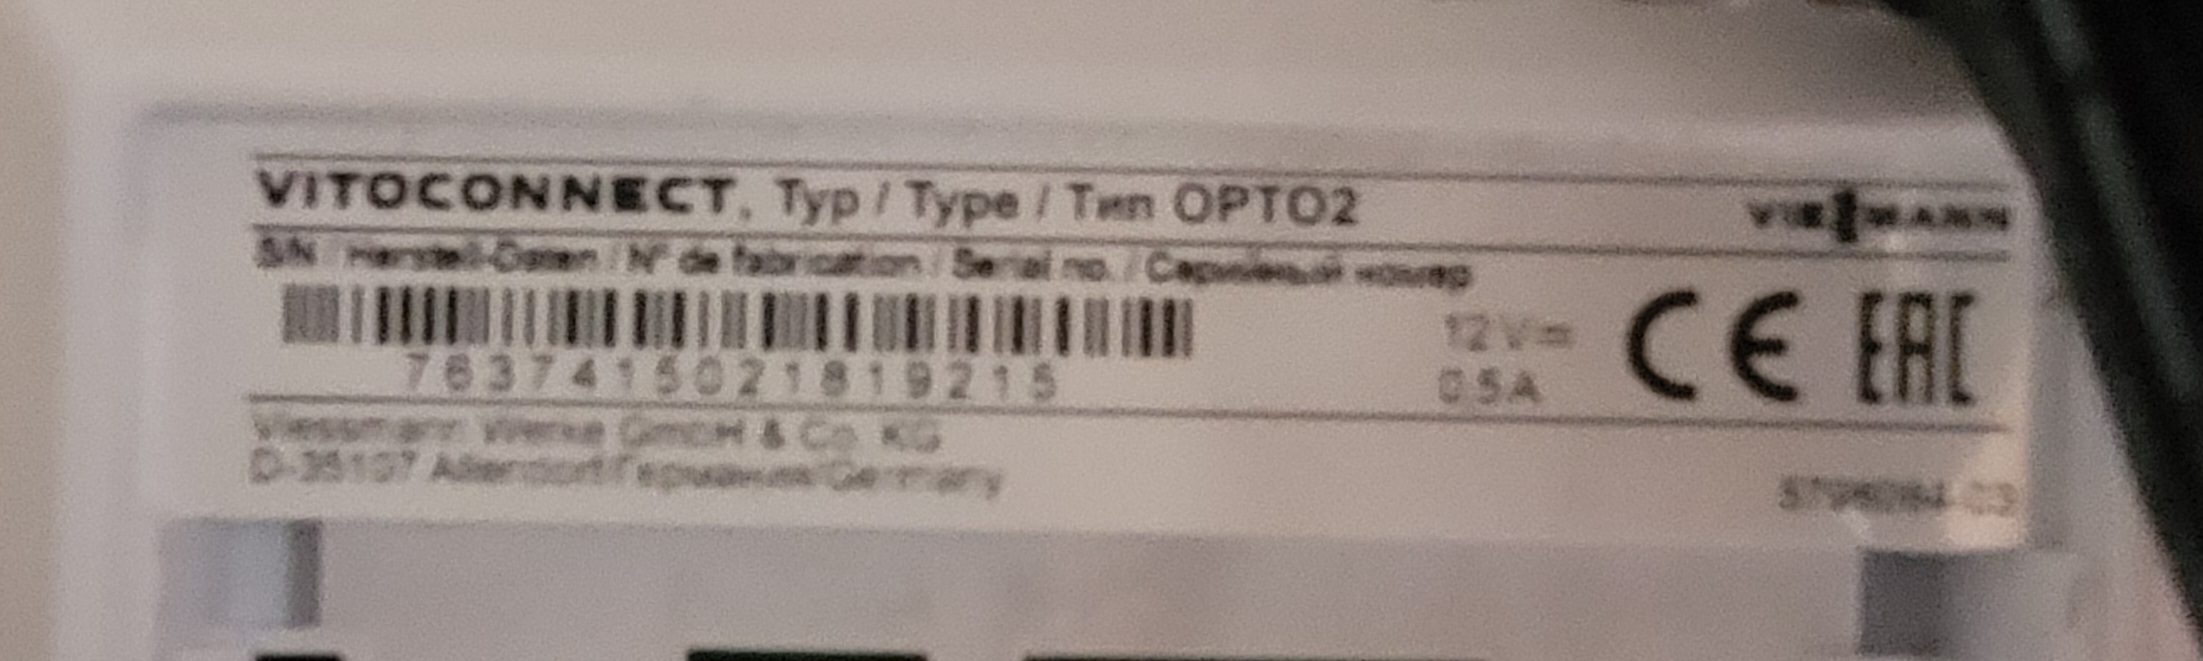 VITOCONNECT, Typ / Type / Тип OPTO2
VIESMANN
S/N / Herstell-Daten / N° de fabrication / Serial no. / Серийный номер
12V=
7637415021819215
0.5A
CE EAC
Viessmann Werke GmbH & Co. KG
D-35107 Allendorf/Германия/Germany